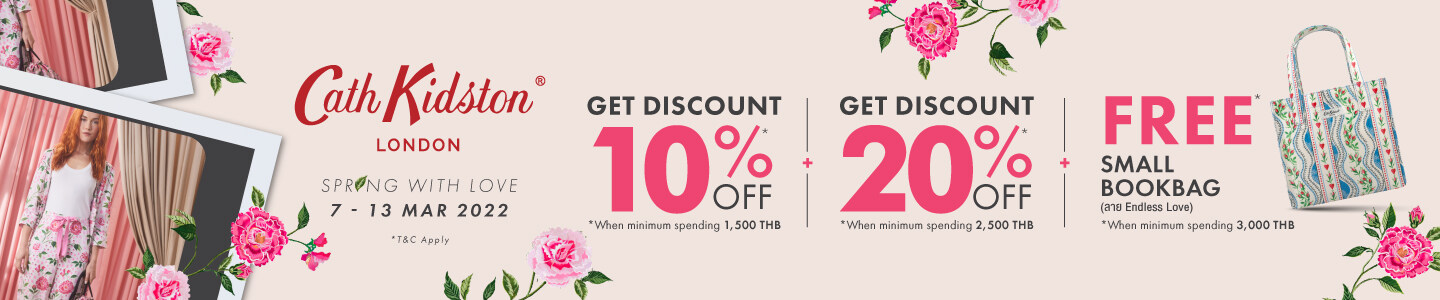 Cath Kidston®
LONDON
SPRING WITH LOVE
7 - 13 MAR 2022
*T&C Apply
GET DISCOUNT
10%*
OFF
*When minimum spending 1,500 THB
+
GET DISCOUNT
20%*
OFF
*When minimum spending 2,500 THB
+
FREE*
SMALL
BOOKBAG
(ลาย Endless Love)
*When minimum spending 3,000 THB